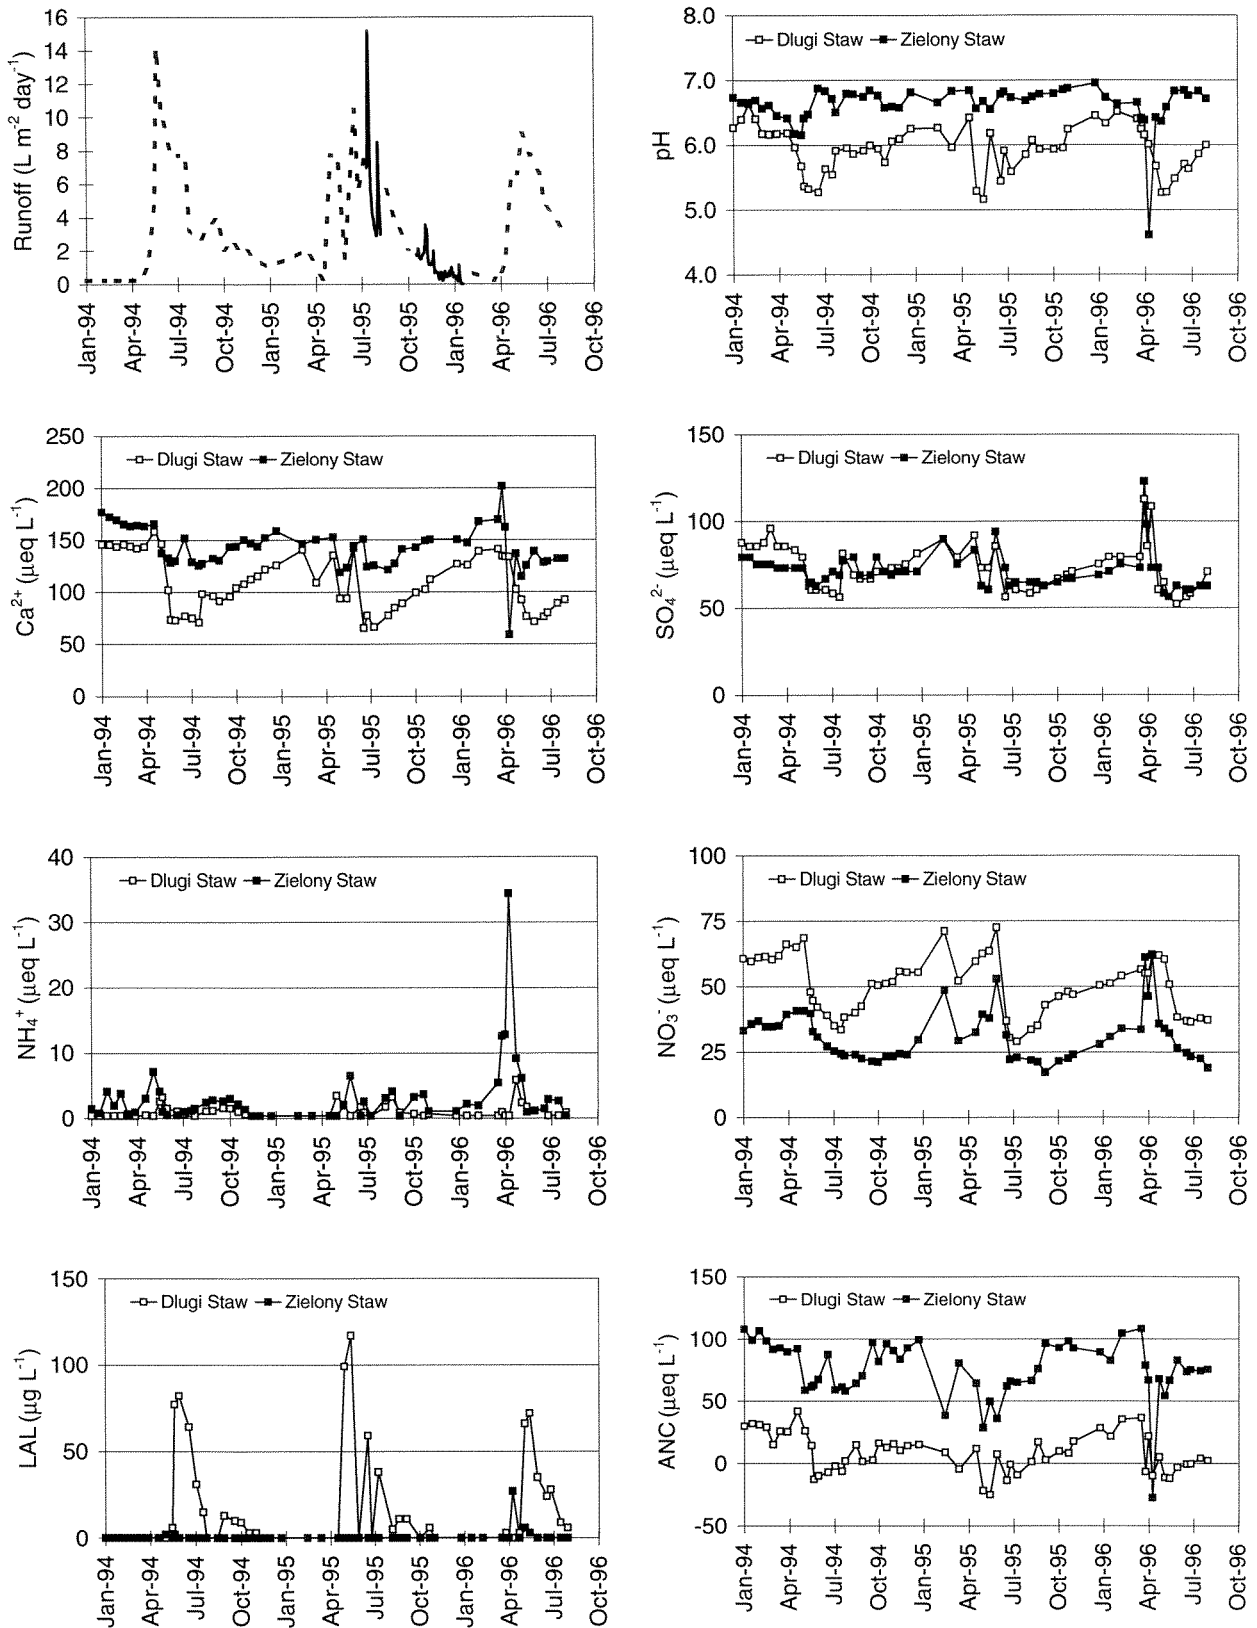 Runoff (L m⁻² day⁻¹)
16
14
12
10
8
6
4
2
0
Jan-94 Apr-94 Jul-94 Oct-94 Jan-95 Apr-95 Jul-95 Oct-95 Jan-96 Apr-96 Jul-96 Oct-96
pH
8.0
7.0
6.0
5.0
4.0
Dlugi Staw Zielony Staw
Jan-94 Apr-94 Jul-94 Oct-94 Jan-95 Apr-95 Jul-95 Oct-95 Jan-96 Apr-96 Jul-96 Oct-96
Ca²⁺ (µeq L⁻¹)
250
200
150
100
50
0
Dlugi Staw Zielony Staw
Jan-94 Apr-94 Jul-94 Oct-94 Jan-95 Apr-95 Jul-95 Oct-95 Jan-96 Apr-96 Jul-96 Oct-96
SO₄²⁻ (µeq L⁻¹)
150
100
50
0
Dlugi Staw Zielony Staw
Jan-94 Apr-94 Jul-94 Oct-94 Jan-95 Apr-95 Jul-95 Oct-95 Jan-96 Apr-96 Jul-96 Oct-96
NH₄⁺ (µeq L⁻¹)
40
30
20
10
0
Dlugi Staw Zielony Staw
Jan-94 Apr-94 Jul-94 Oct-94 Jan-95 Apr-95 Jul-95 Oct-95 Jan-96 Apr-96 Jul-96 Oct-96
NO₃⁻ (µeq L⁻¹)
100
75
50
25
0
Dlugi Staw Zielony Staw
Jan-94 Apr-94 Jul-94 Oct-94 Jan-95 Apr-95 Jul-95 Oct-95 Jan-96 Apr-96 Jul-96 Oct-96
LAL (µg L⁻¹)
150
100
50
0
Dlugi Staw Zielony Staw
Jan-94 Apr-94 Jul-94 Oct-94 Jan-95 Apr-95 Jul-95 Oct-95 Jan-96 Apr-96 Jul-96 Oct-96
ANC (µeq L⁻¹)
150
100
50
0
-50
Dlugi Staw Zielony Staw
Jan-94 Apr-94 Jul-94 Oct-94 Jan-95 Apr-95 Jul-95 Oct-95 Jan-96 Apr-96 Jul-96 Oct-96